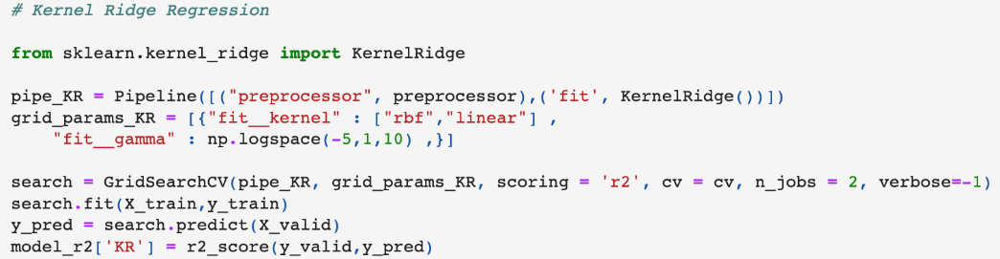 # Kernel Ridge Regression
from sklearn.kernel_ridge import KernelRidge
pipe_KR = Pipeline([("preprocessor", preprocessor),('fit', KernelRidge())])
grid_params_KR = [{"fit__kernel" : ["rbf","linear"] ,
    "fit__gamma" : np.logspace(-5,1,10) ,}]
search = GridSearchCV(pipe_KR, grid_params_KR, scoring = 'r2', cv = cv, n_jobs = 2, verbose=-1)
search.fit(X_train,y_train)
y_pred = search.predict(X_valid)
model_r2['KR'] = r2_score(y_valid,y_pred)